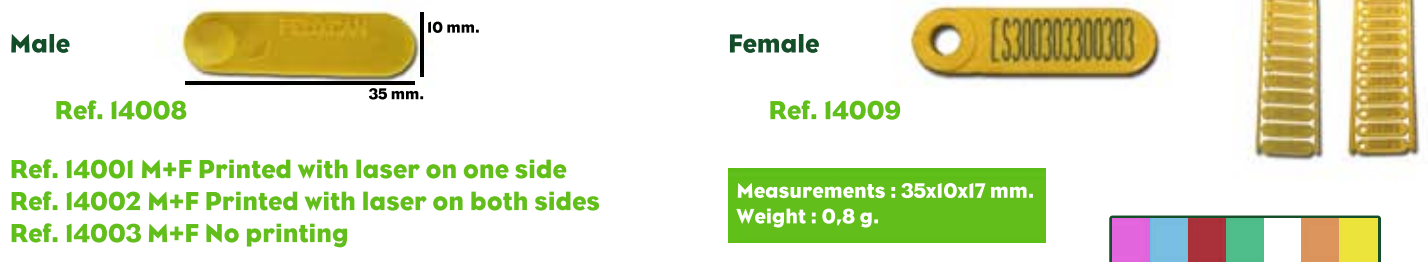 Male
10 mm.
35 mm.
Ref. 14008
Ref. 14001 M+F Printed with laser on one side
Ref. 14002 M+F Printed with laser on both sides
Ref. 14003 M+F No printing
Female
ES300303300303
Ref. 14009
Measurements : 35x10x17 mm.
Weight : 0,8 g.